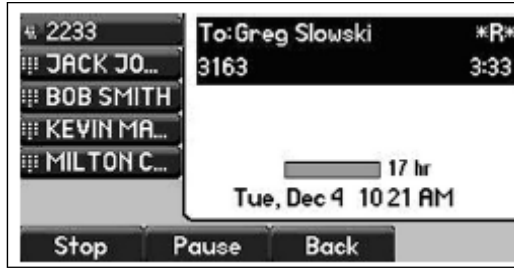 2233
JACK JO...
BOB SMITH
KEVIN MA...
MILTON C...
To:Greg Slowski *R*
3163 3:33
17 hr
Tue, Dec 4 10 21 AM
Stop Pause Back